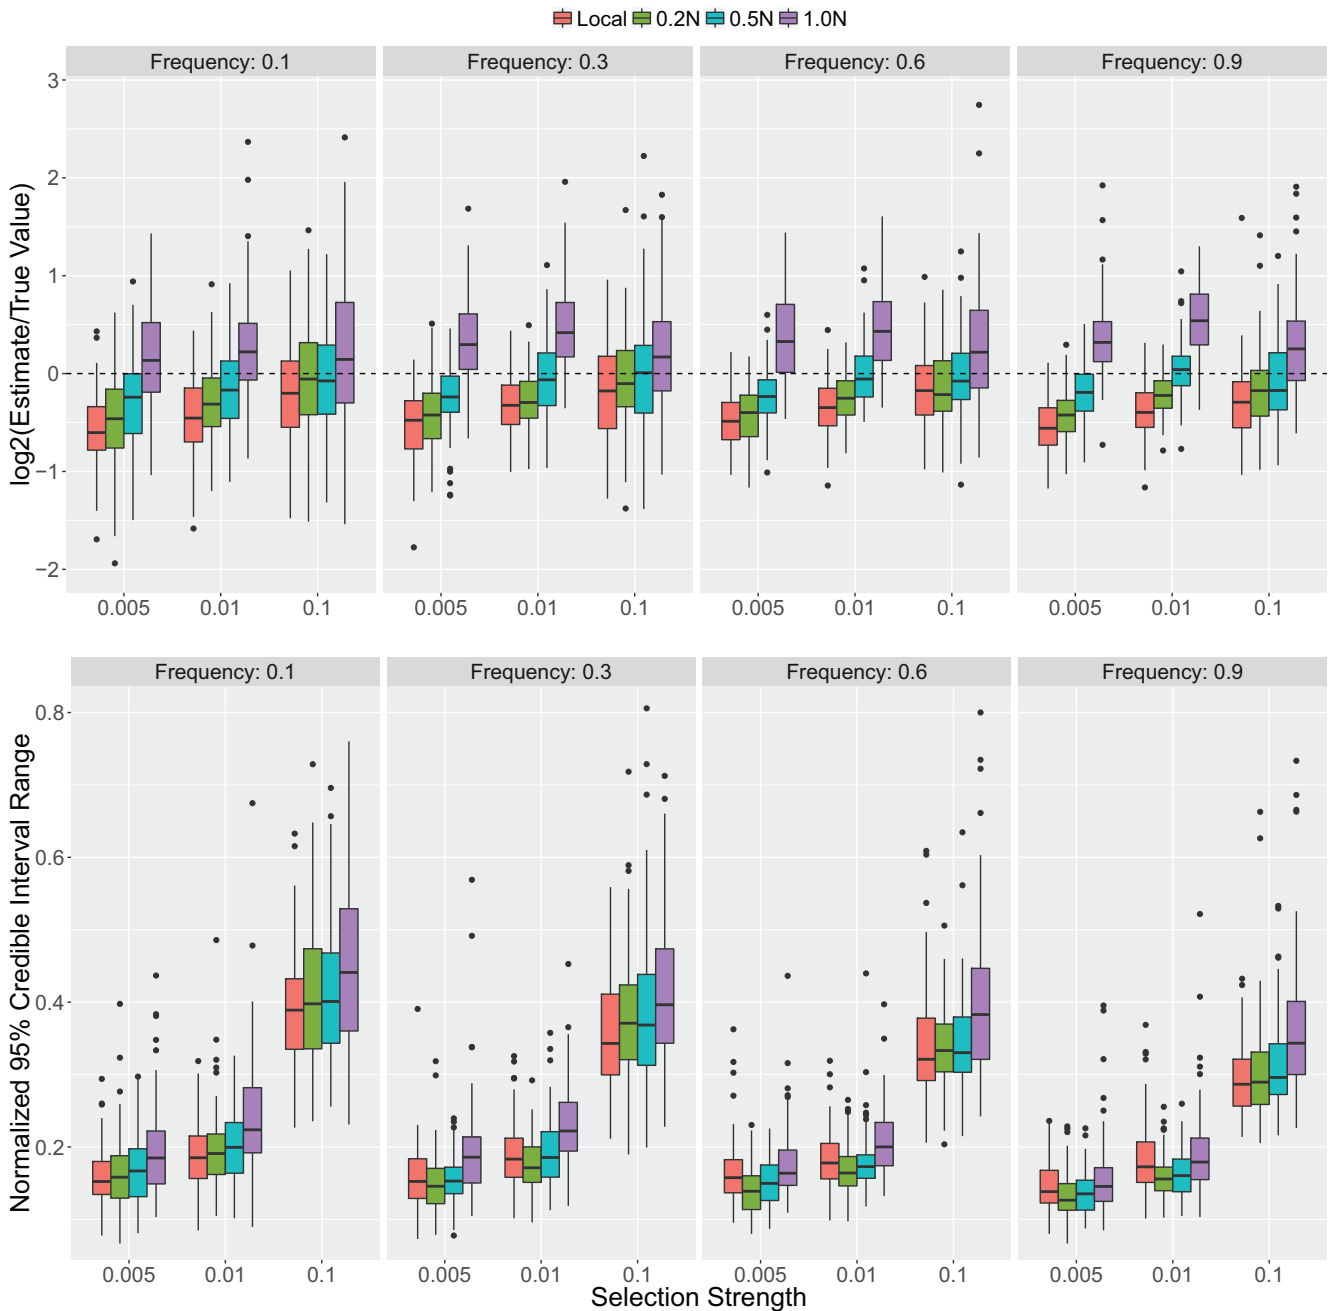 Local 0.2N 0.5N 1.0N
Frequency: 0.1 Frequency: 0.3 Frequency: 0.6 Frequency: 0.9
log2(Estimate/True Value)
3
2
1
0
−1
−2
0.005 0.01 0.1 0.005 0.01 0.1 0.005 0.01 0.1 0.005 0.01 0.1
Frequency: 0.1 Frequency: 0.3 Frequency: 0.6 Frequency: 0.9
Normalized 95% Credible Interval Range
0.8
0.6
0.4
0.2
0.005 0.01 0.1 0.005 0.01 0.1 0.005 0.01 0.1 0.005 0.01 0.1
Selection Strength